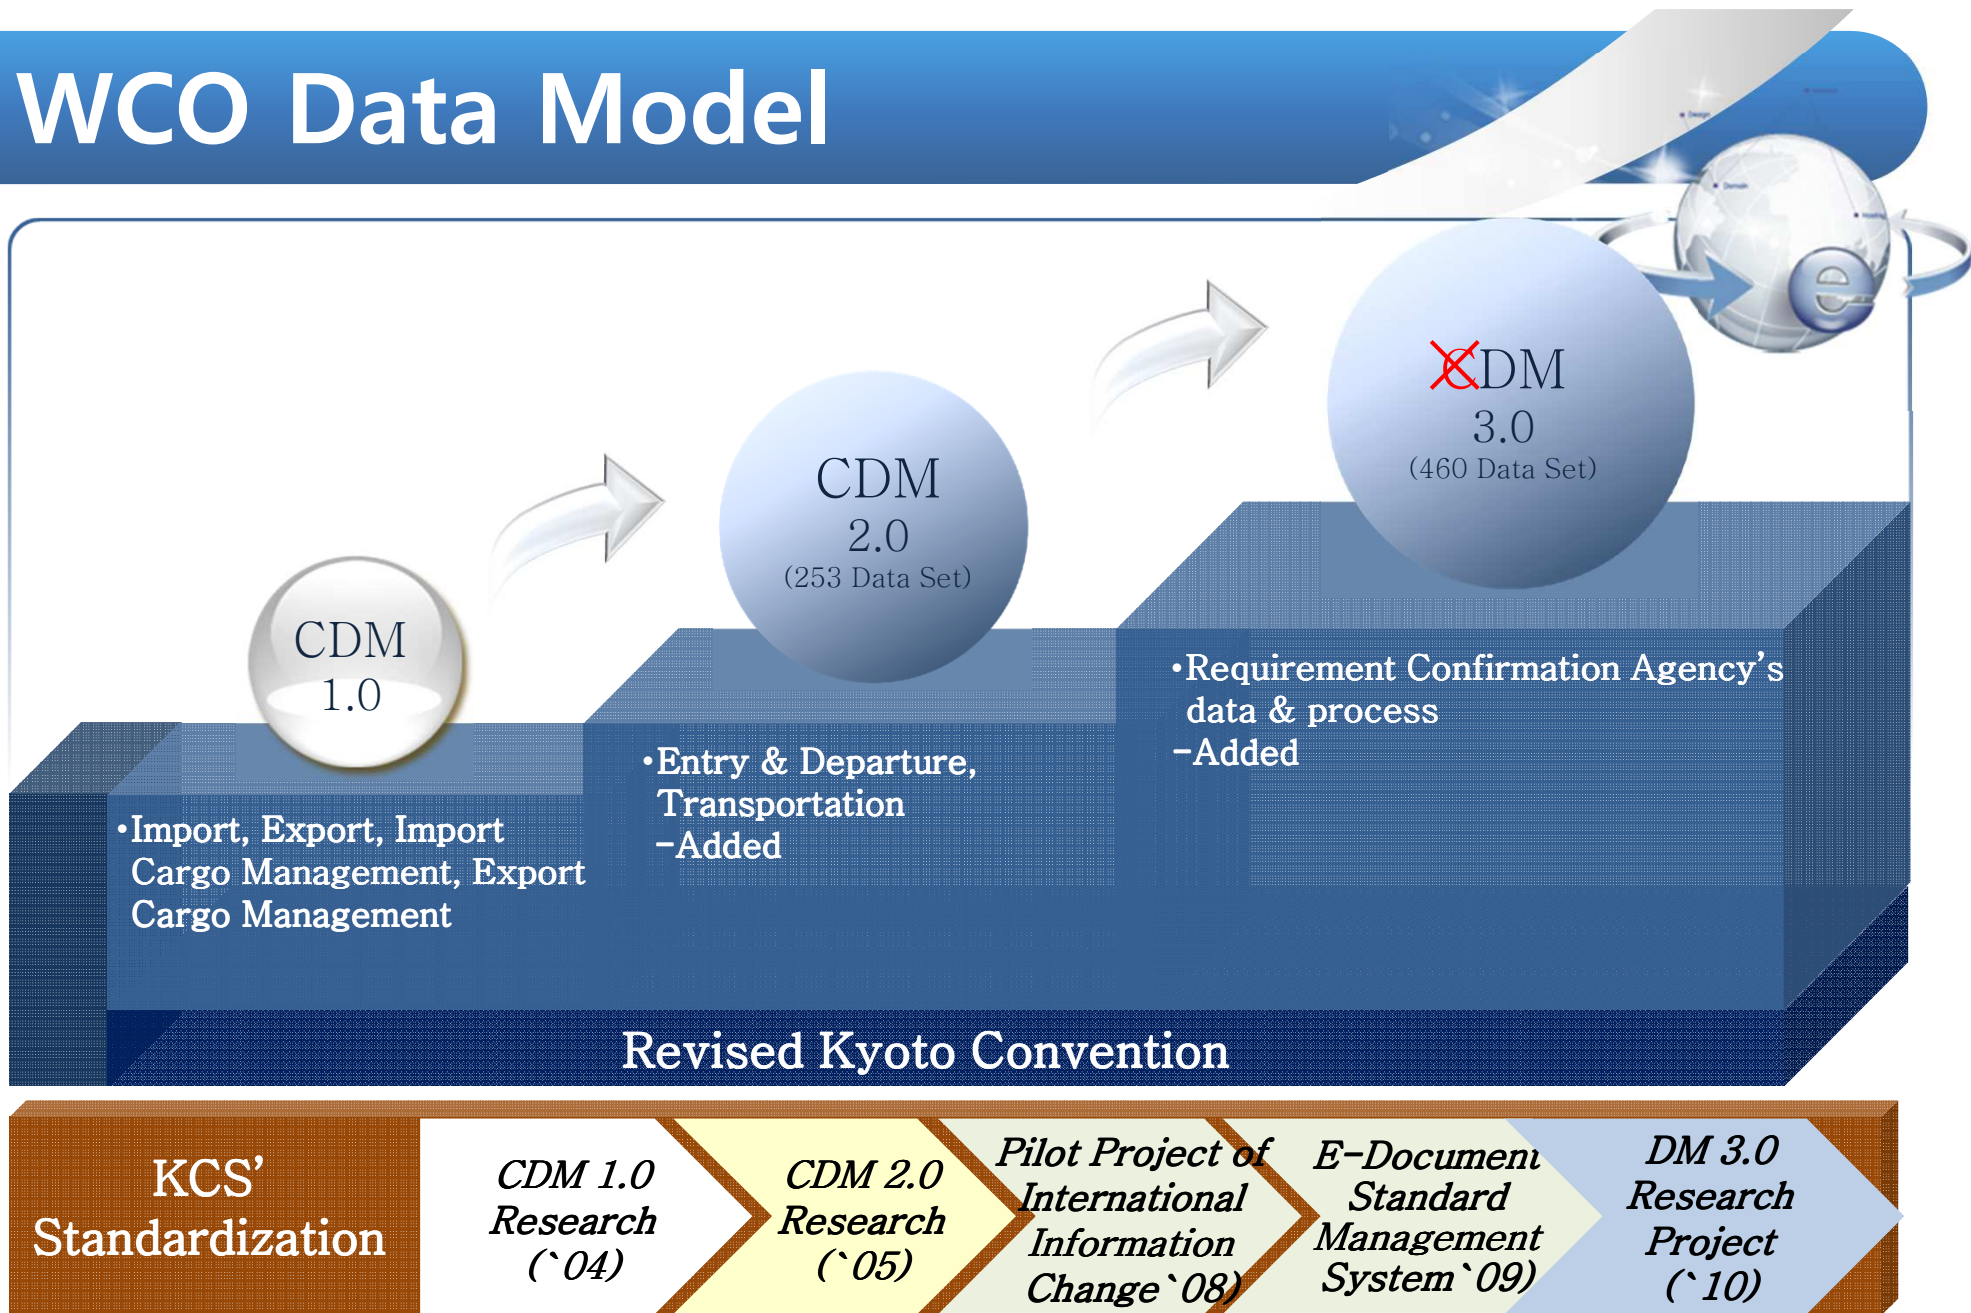 WCO Data Model
Design
Domain
CDM
3.0
(460 Data Set)
e
CDM
2.0
(253 Data Set)
CDM
1.0
•Requirement Confirmation Agency's
data & process
-Added
•Entry & Departure,
Transportation
-Added
•Import, Export, Import
Cargo Management, Export
Cargo Management
Revised Kyoto Convention
KCS'
Standardization
CDM 1.0
Research
(`04)
CDM 2.0
Research
(`05)
Pilot Project of
International
Information
Change`08)
E-Document
Standard
Management
System`09)
DM 3.0
Research
Project
(`10)